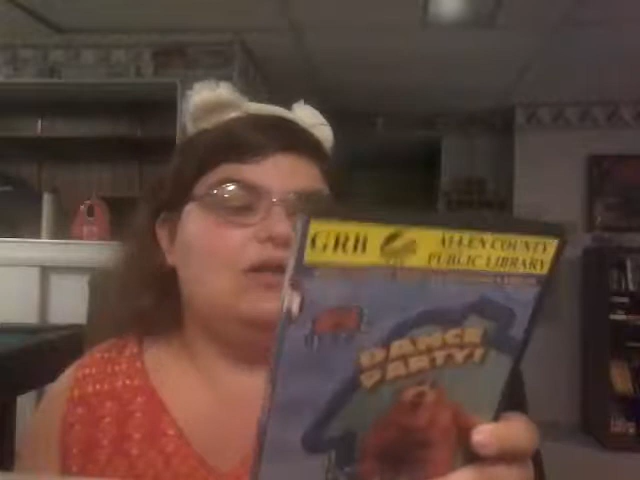 GRB
ALLEN COUNTY
PUBLIC LIBRARY
DANCE
PARTY!